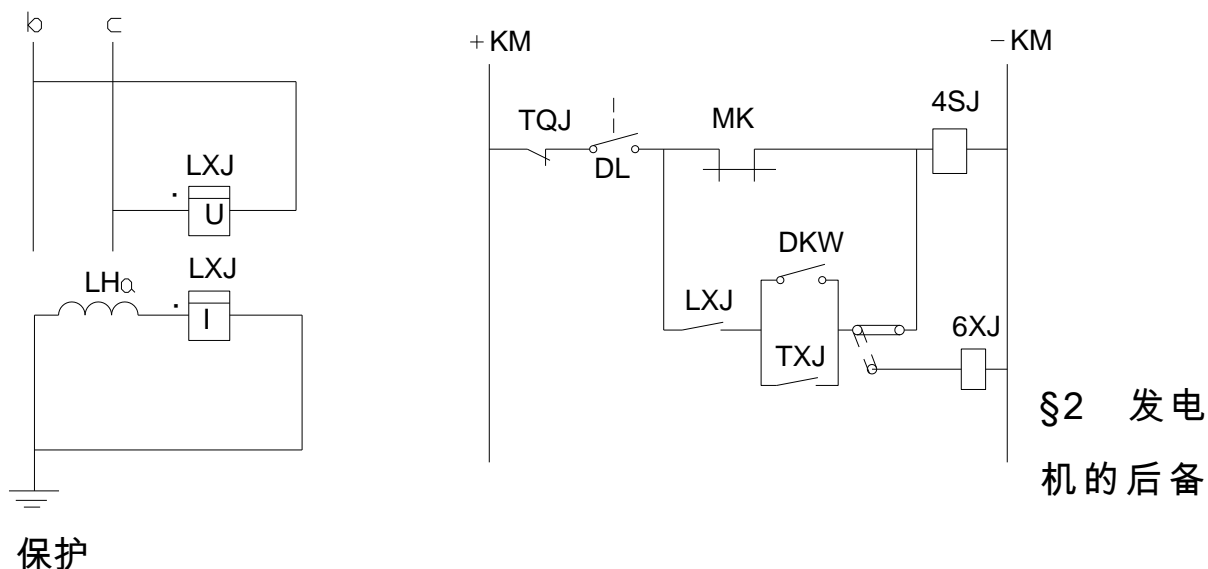 b c
LXJ
U
LHa
LXJ
I
+KM
-KM
TQJ
DL
MK
4SJ
DKW
LXJ
TXJ
6XJ
§2 发电
机的后备
保护